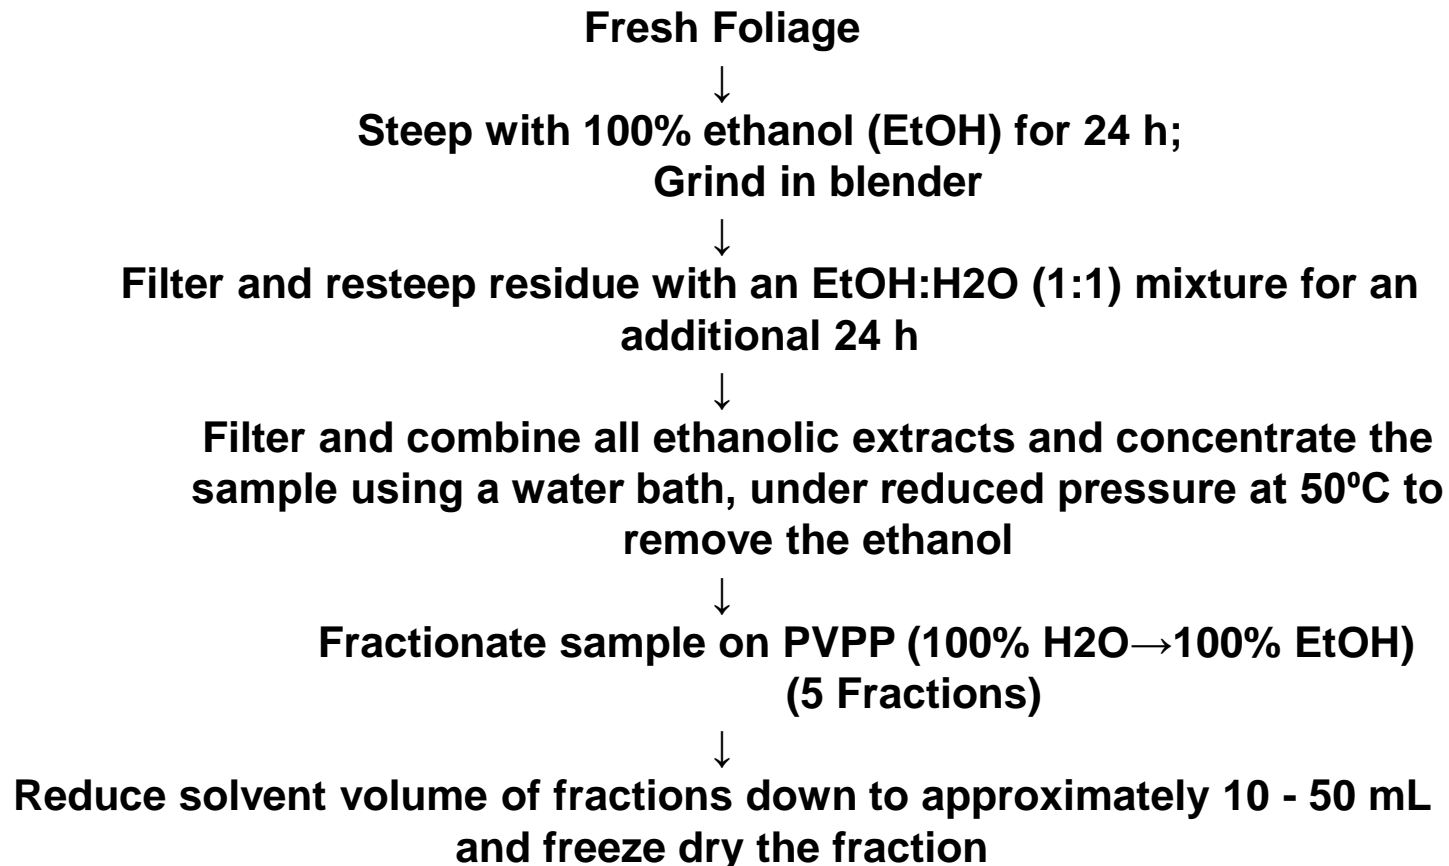 Fresh Foliage
↓
Steep with 100% ethanol (EtOH) for 24 h;
Grind in blender
↓
Filter and resteep residue with an EtOH:H2O (1:1) mixture for an
additional 24 h
↓
Filter and combine all ethanolic extracts and concentrate the
sample using a water bath, under reduced pressure at 50ºC to
remove the ethanol
↓
Fractionate sample on PVPP (100% H2O→100% EtOH)
(5 Fractions)
↓
Reduce solvent volume of fractions down to approximately 10 - 50 mL
and freeze dry the fraction